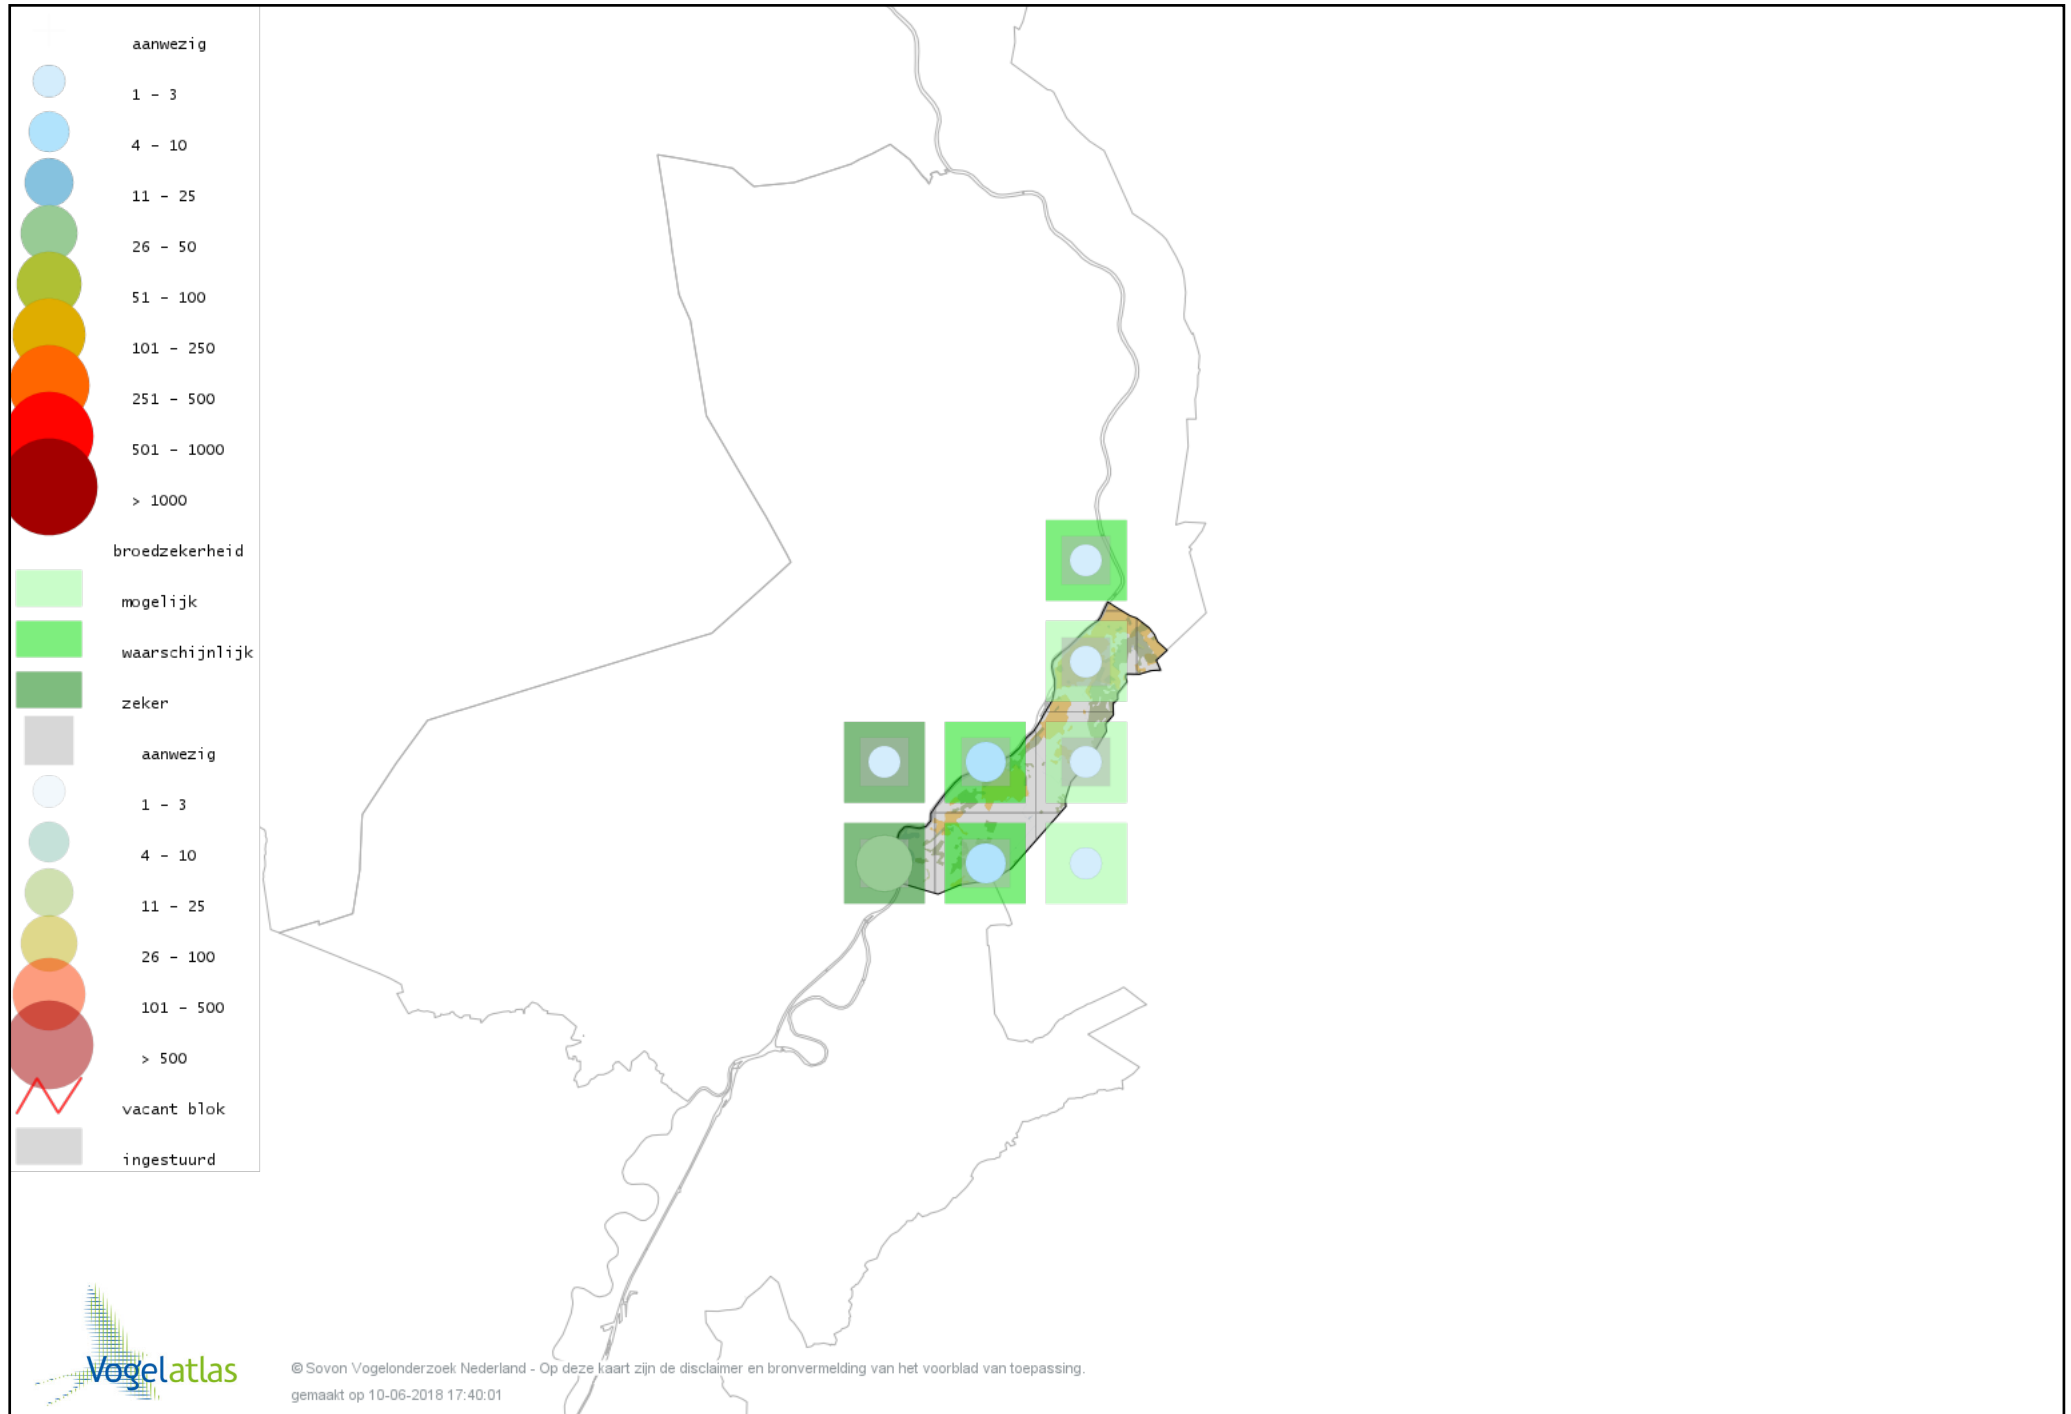 aanwezig
1 - 3
4 - 10
11 - 25
26 - 50
51 - 100
101 - 250
251 - 500
501 - 1000
> 1000
broedzekerheid
mogelijk
waarschijnlijk
zeker
aanwezig
1 - 3
4 - 10
11 - 25
26 - 100
101 - 500
> 500
vacant blok
ingestuurd
Vogelatlas
© Sovon Vogelonderzoek Nederland - Op deze kaart zijn de disclaimer en bronvermelding van het voorblad van toepassing.
gemaakt op 10-06-2018 17:40:01